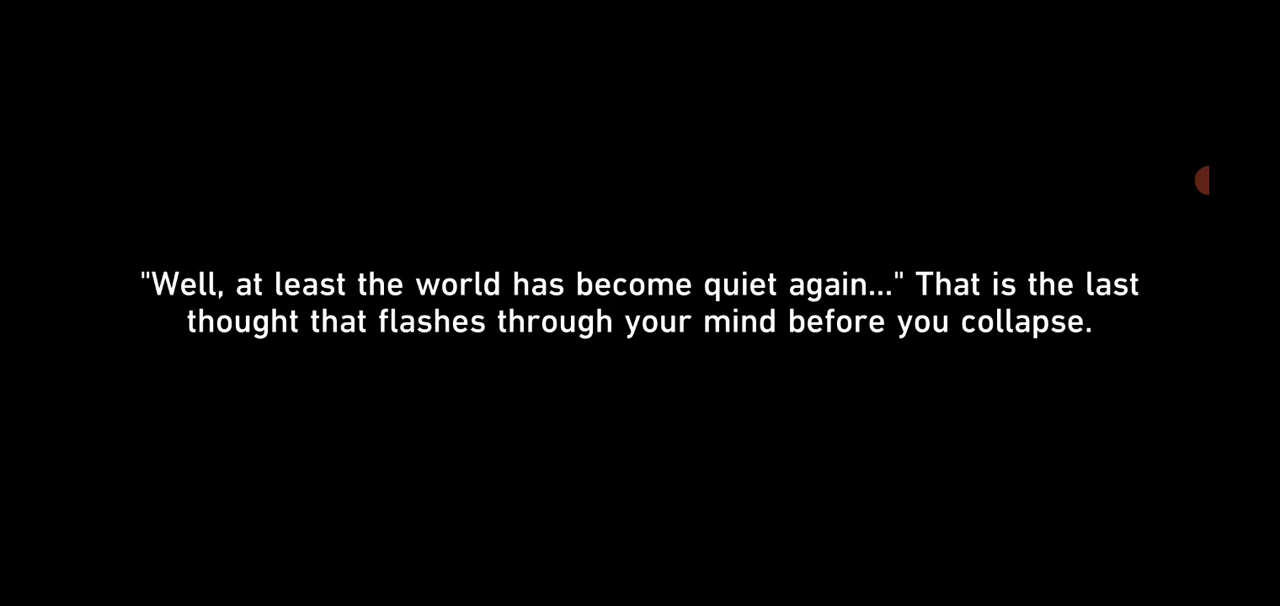 "Well, at least the world has become quiet again..." That is the last
thought that flashes through your mind before you collapse.